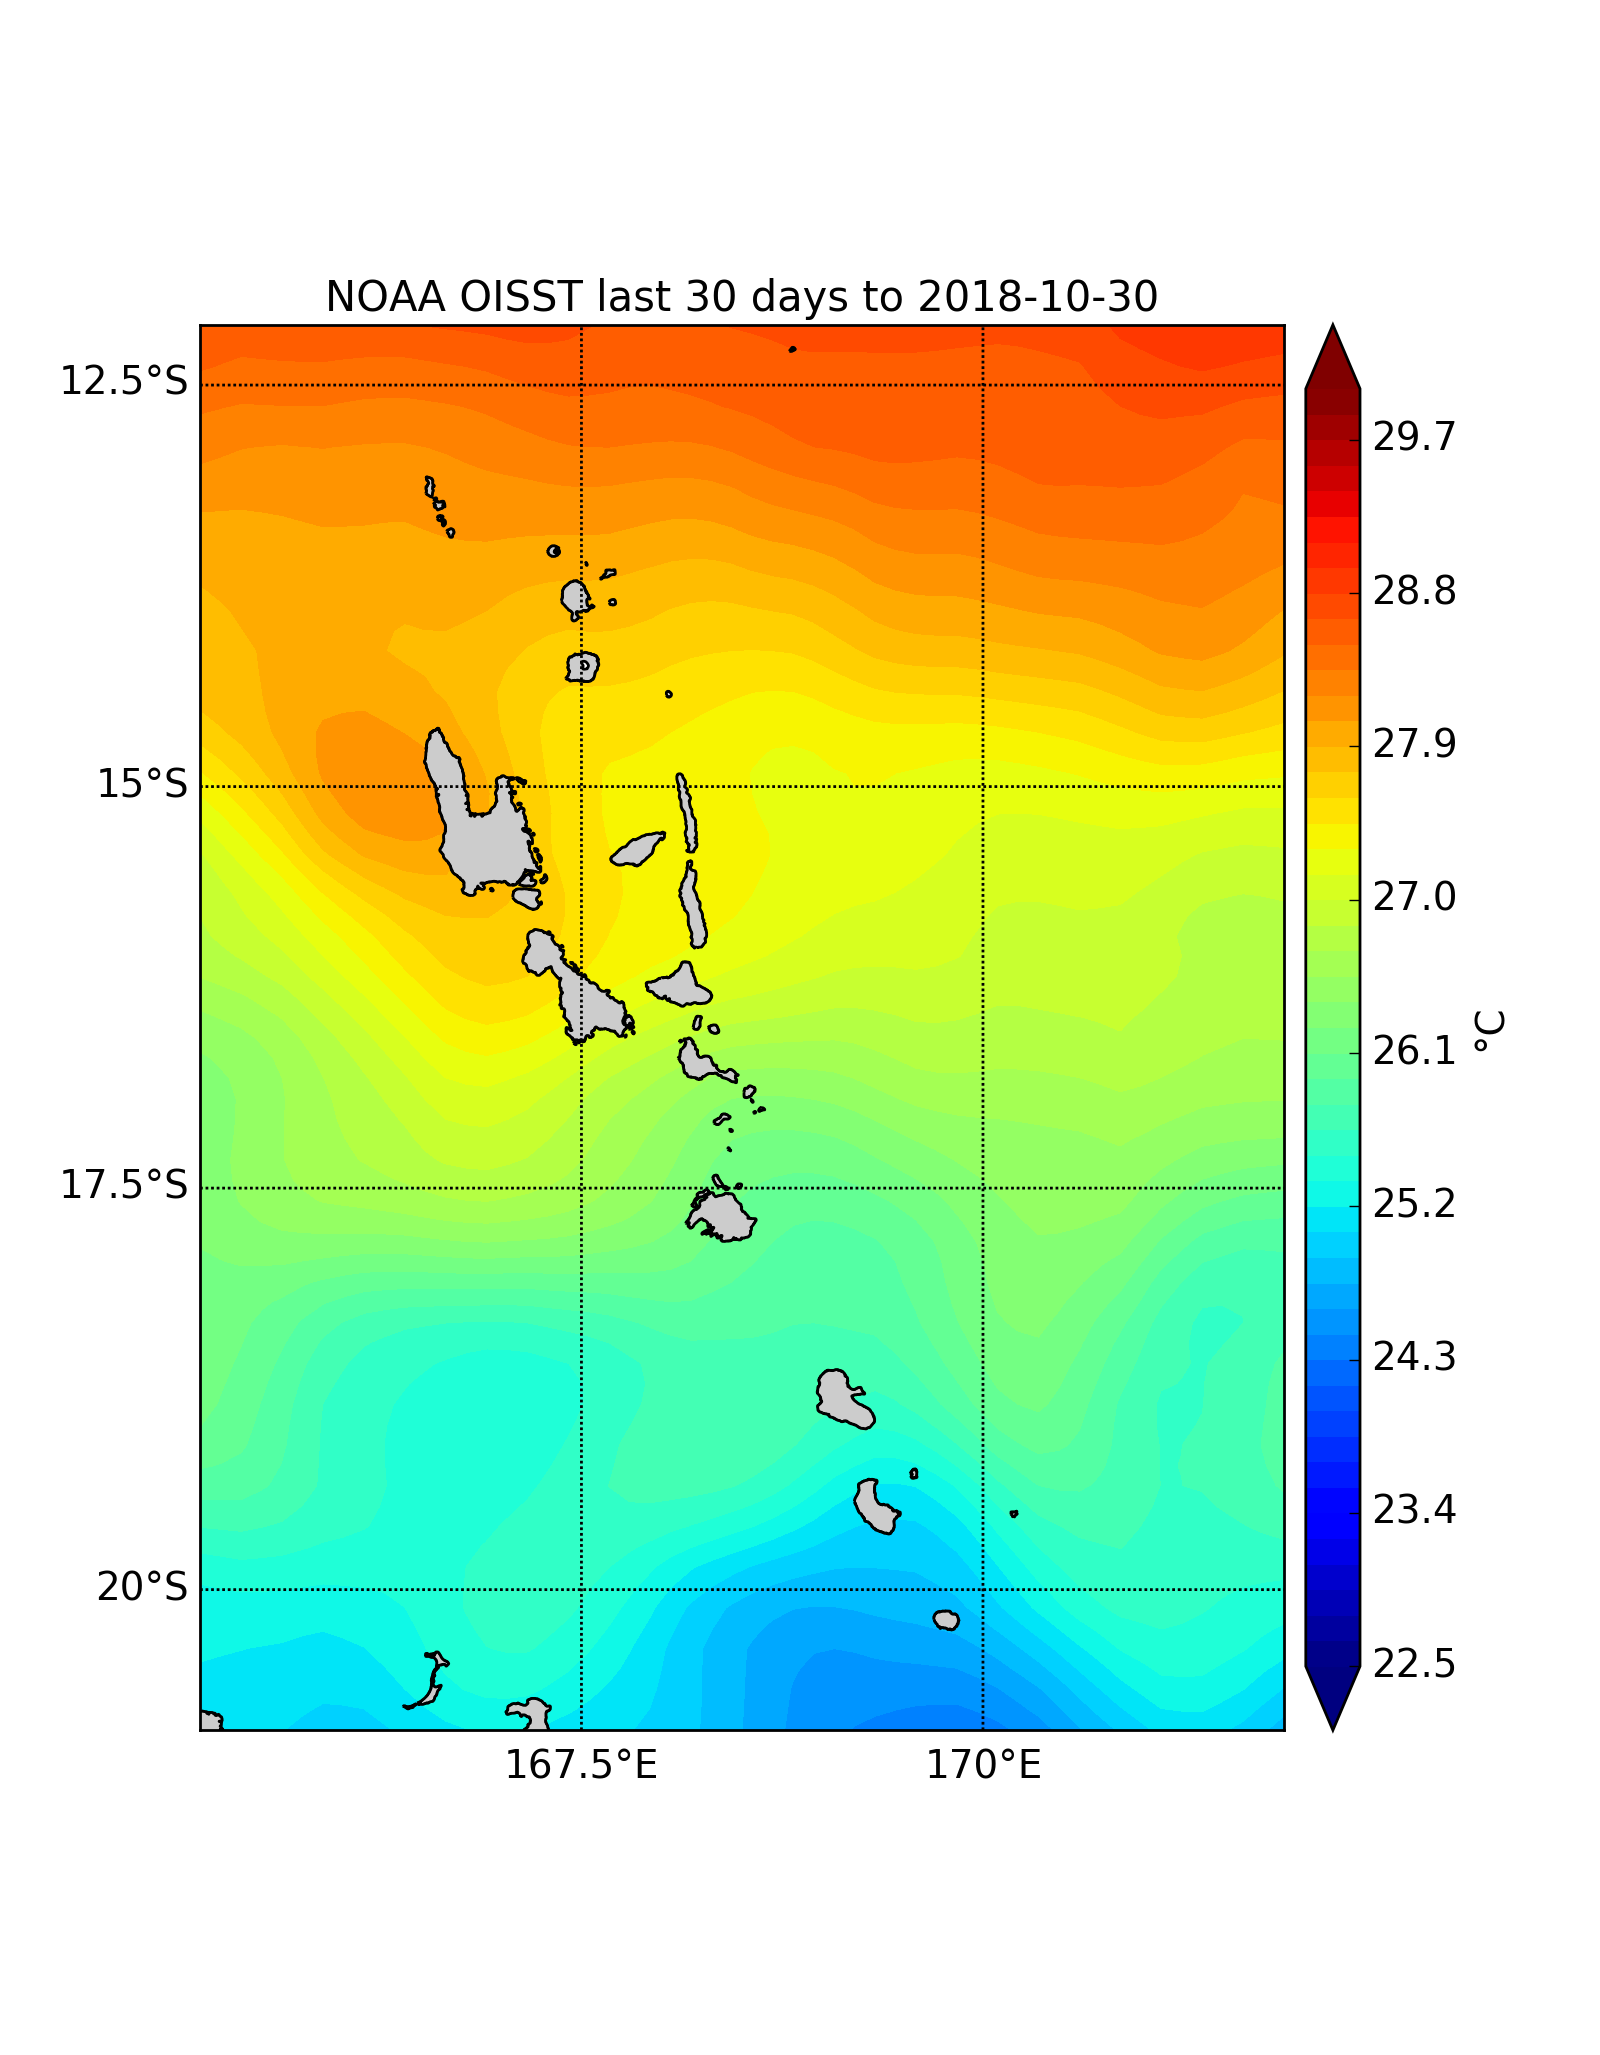 NOAA OISST last 30 days to 2018-10-30
12.5°S
15°S
17.5°S
20°S
167.5°E
170°E
29.7
28.8
27.9
27.0
26.1
25.2
24.3
23.4
22.5
°C